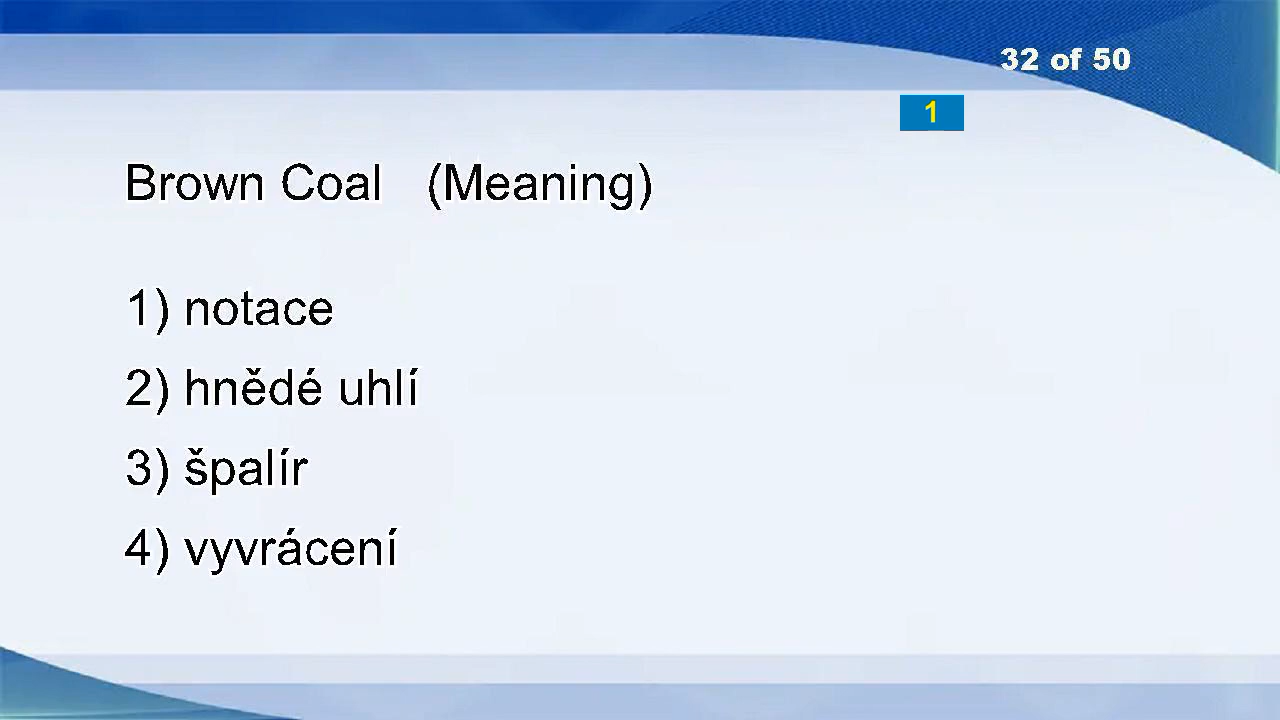 32 of 50
1
Brown Coal (Meaning)
1) notace
2) hnědé uhlí
3) špalír
4) vyvrácení